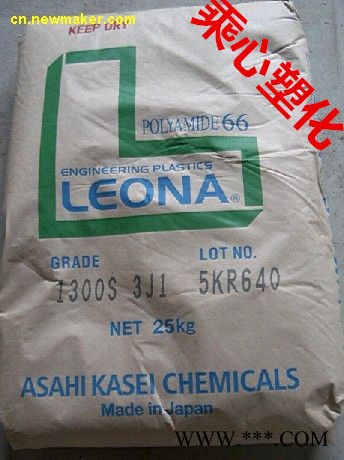 cn.newmaker.com
KEEP DRY
乘心塑化
POLYAMIDE 66
ENGINEERING PLASTICS
LEONA®
GRADE LOT NO.
1300S 3J1 5KR640
NET 25kg
ASAHI KASEI CHEMICALS
Made in Japan
WWW.***.COM